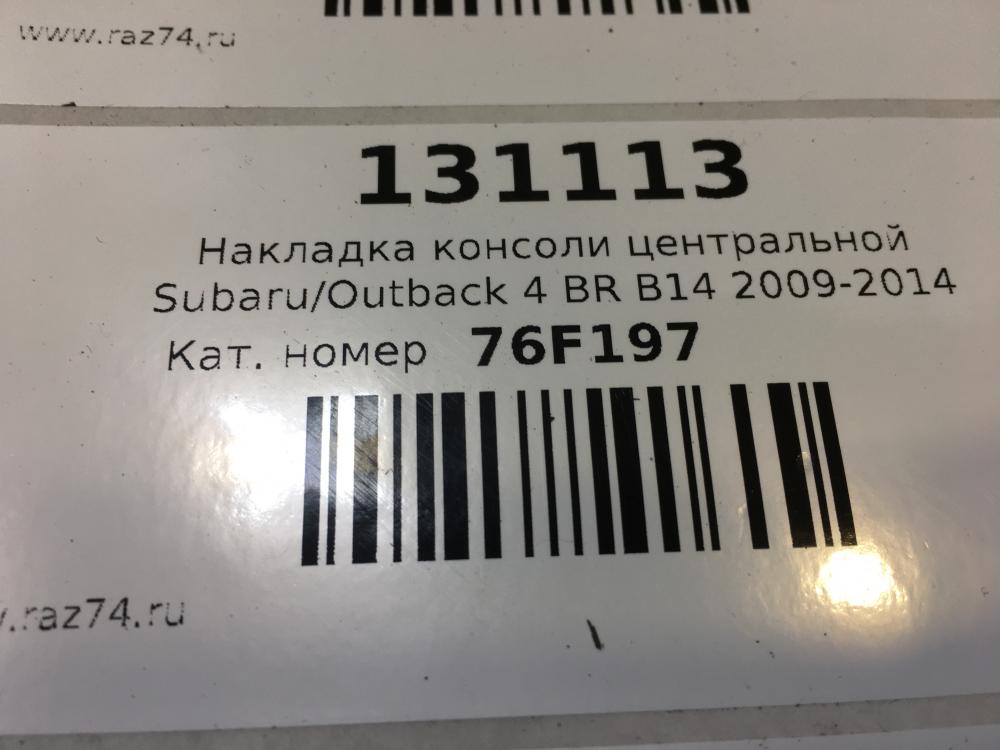 www.raz74.ru
131113
Накладка консоли центральной
Subaru/Outback 4 BR B14 2009-2014
Кат. номер 76F197
.raz74.ru